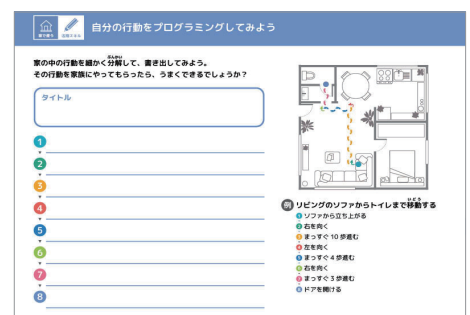 自分の行動をプログラミングしてみよう
家の中の行動を細かく分解して、書き出してみよう。
ぶんかい
その行動を家族にやってもらったら、うまくできるでしょうか？
タイトル
1
2
3
4
5
6
7
8
例 リビングのソファからトイレまで移動する
いどう
1 ソファから立ち上がる
2 右を向く
3 まっすぐ10歩進む
4 左を向く
5 まっすぐ4歩進む
6 右を向く
7 まっすぐ3歩進む
8 ドアを開ける